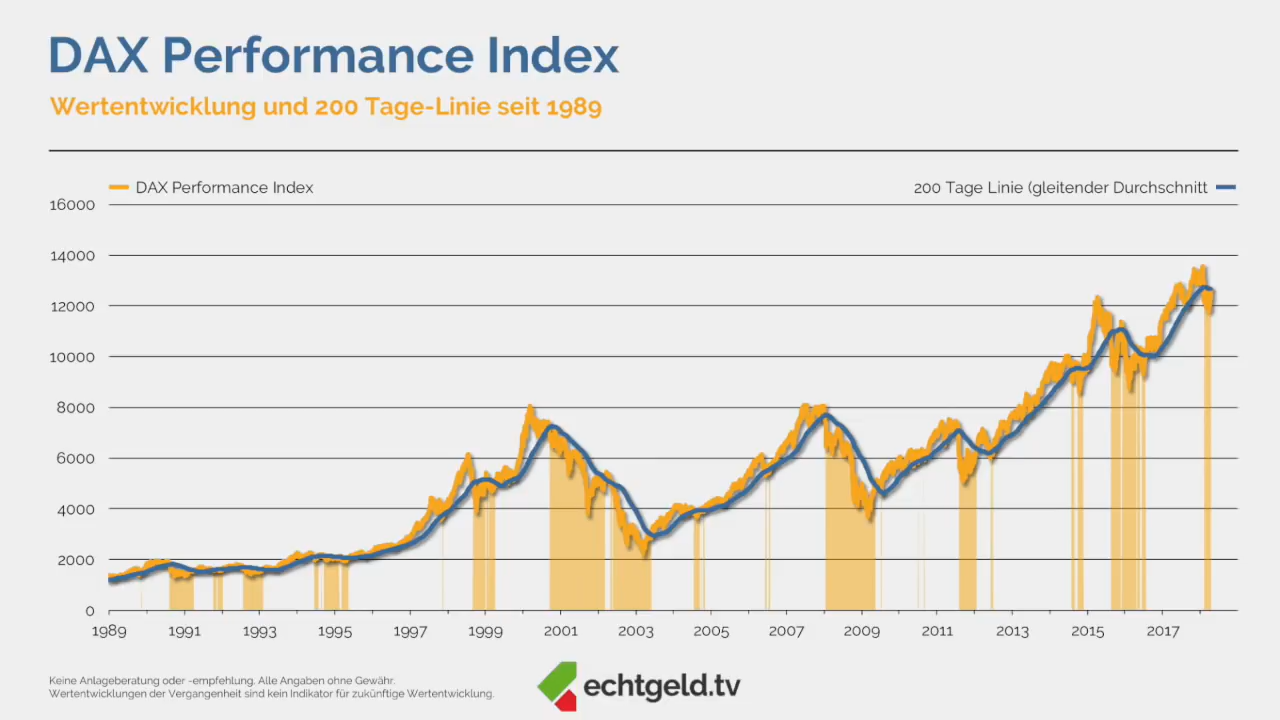 DAX Performance Index
Wertentwicklung und 200 Tage-Linie seit 1989
DAX Performance Index
200 Tage Linie (gleitender Durchschnitt
16000
14000
12000
10000
8000
6000
4000
2000
0
1989 1991 1993 1995 1997 1999 2001 2003 2005 2007 2009 2011 2013 2015 2017
Keine Anlageberatung oder -empfehlung. Alle Angaben ohne Gewähr.
Wertentwicklungen der Vergangenheit sind kein Indikator für zukünftige Wertentwicklung.
echtgeld.tv